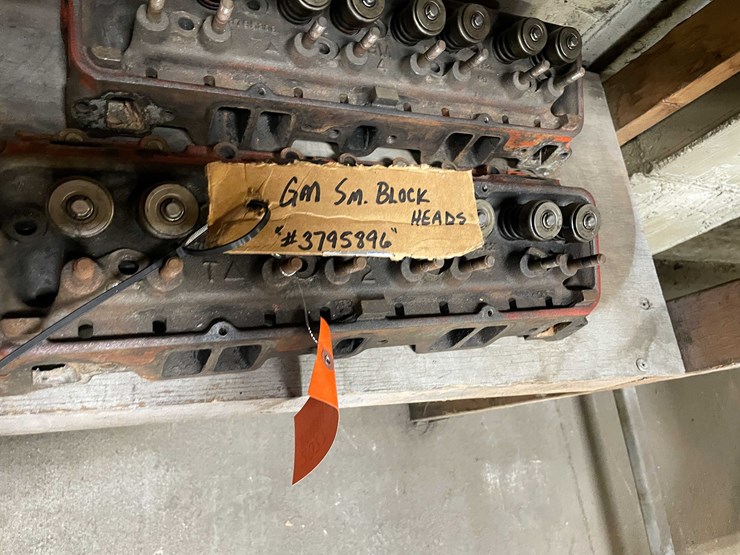 GM SM. BLOCK
HEADS
"#3795896"